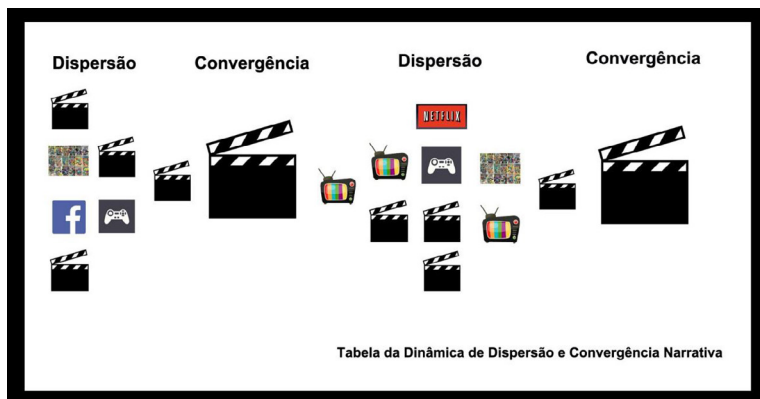 Dispersão
Convergência
Dispersão
Convergência
NETFLIX
f
Tabela da Dinâmica de Dispersão e Convergência Narrativa